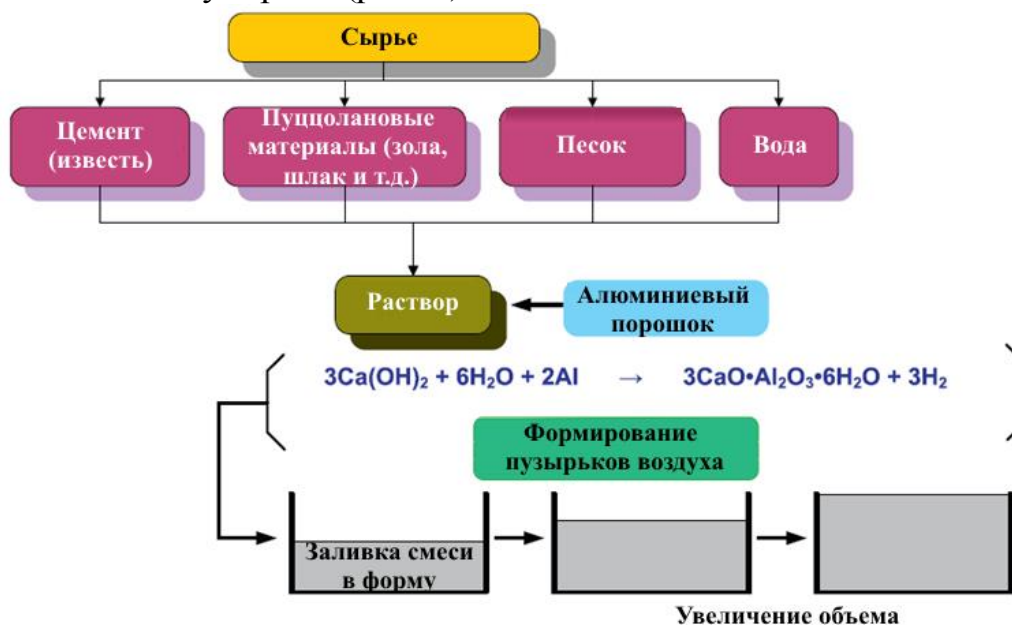 Сырье
Цемент
(известь)
Пуццолановые
материалы (зола,
шлак и т.д.)
Песок
Вода
Раствор
Алюминиевый
порошок
3Ca(OH)₂ + 6H₂O + 2Al → 3CaO•Al₂O₃•6H₂O + 3H₂
Формирование
пузырьков воздуха
Заливка смеси
в форму
Увеличение объема